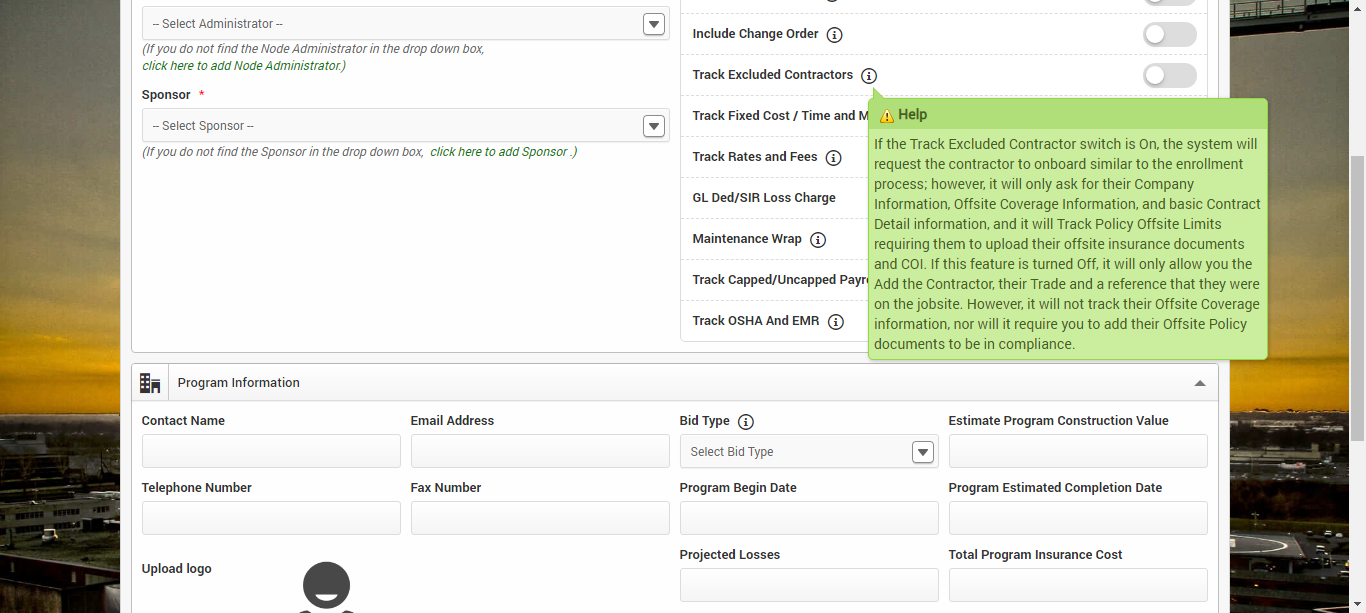 -- Select Administrator --
(If you do not find the Node Administrator in the drop down box,
click here to add Node Administrator.)
Sponsor *
-- Select Sponsor --
(If you do not find the Sponsor in the drop down box, click here to add Sponsor .)
Include Change Order
Track Excluded Contractors
Track Fixed Cost / Time and M
Track Rates and Fees
GL Ded/SIR Loss Charge
Maintenance Wrap
Track Capped/Uncapped Payr
Track OSHA And EMR
Help
If the Track Excluded Contractor switch is On, the system will
request the contractor to onboard similar to the enrollment
process; however, it will only ask for their Company
Information, Offsite Coverage Information, and basic Contract
Detail information, and it will Track Policy Offsite Limits
requiring them to upload their offsite insurance documents
and COI. If this feature is turned Off, it will only allow you the
Add the Contractor, their Trade and a reference that they were
on the jobsite. However, it will not track their Offsite Coverage
information, nor will it require you to add their Offsite Policy
documents to be in compliance.
Program Information
Contact Name
Email Address
Bid Type
Estimate Program Construction Value
Select Bid Type
Telephone Number
Fax Number
Program Begin Date
Program Estimated Completion Date
Projected Losses
Total Program Insurance Cost
Upload logo